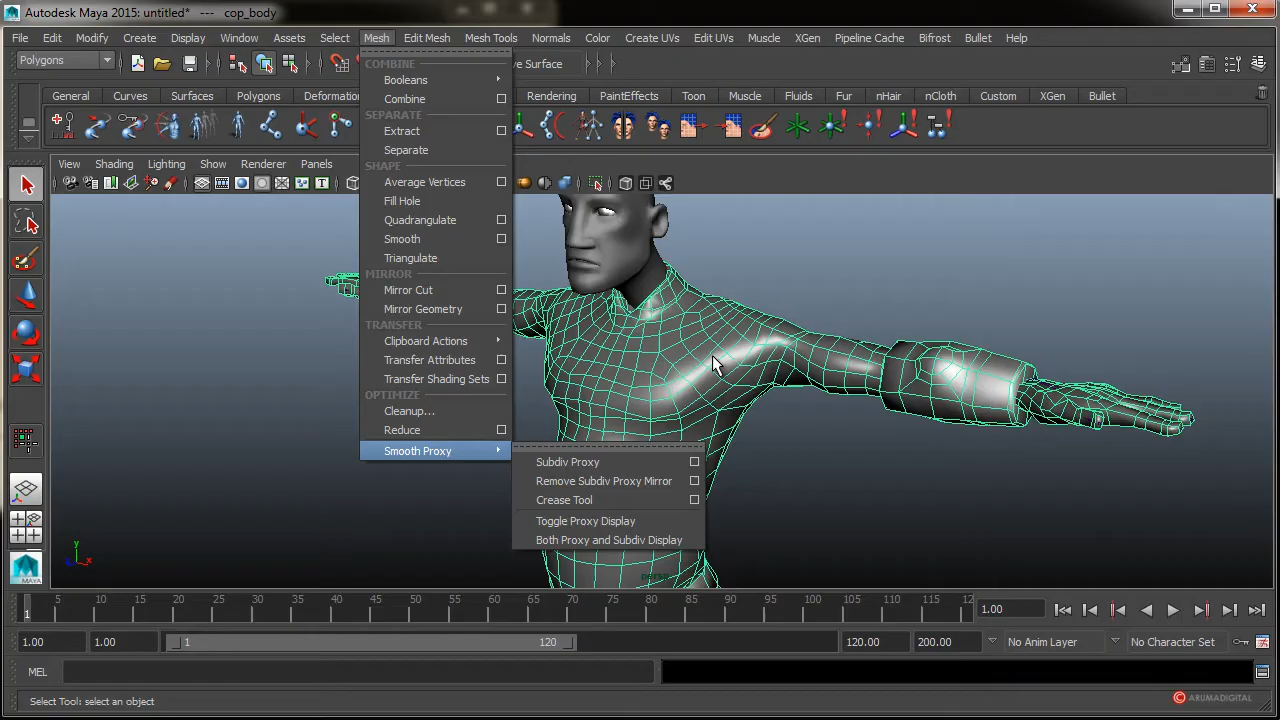 Autodesk Maya 2015: untitled* --- cop_body
File Edit Modify Create Display Window Assets Select Mesh Edit Mesh Mesh Tools Normals Color Create UVs Edit UVs Muscle XGen Pipeline Cache Bifrost Bullet Help
Polygons
ve Surface
General Curves Surfaces Polygons Deformation Rendering PaintEffects Toon Muscle Fluids Fur nHair nCloth Custom XGen Bullet
View Shading Lighting Show Renderer Panels
COMBINE
Booleans
Combine
SEPARATE
Extract
Separate
SHAPE
Average Vertices
Fill Hole
Quadrangulate
Smooth
Triangulate
MIRROR
Mirror Cut
Mirror Geometry
TRANSFER
Clipboard Actions
Transfer Attributes
Transfer Shading Sets
OPTIMIZE
Cleanup...
Reduce
Smooth Proxy
Subdiv Proxy
Remove Subdiv Proxy Mirror
Crease Tool
Toggle Proxy Display
Both Proxy and Subdiv Display
y
x
MAYA
1 5 10 15 20 25 30 35 40 45 50 55 60 65 70 75 80 85 90 95 100 105 110 115 12
1.00
1.00 1.00 1 120 120.00 200.00 No Anim Layer No Character Set
MEL
Select Tool: select an object
© ARUMADIGITAL